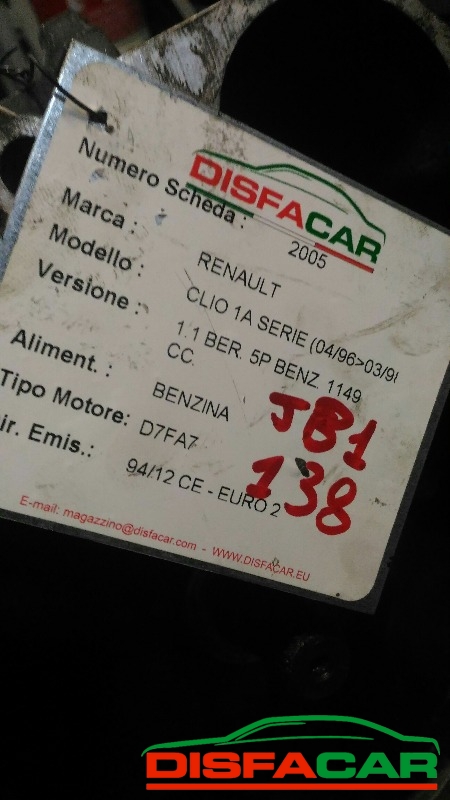 DISFACAR
Numero Scheda : 2005
Marca : RENAULT
Modello : CLIO 1A SERIE (04/96>03/98
Versione : 1.1 BER. 5P BENZ. 1149
CC.
Aliment. : BENZINA
Tipo Motore: D7FA7
ir. Emis.: 94/12 CE - EURO 2
JB1
138
E-mail: magazzino@disfacar.com - WWW.DISFACAR.EU
DISFACAR